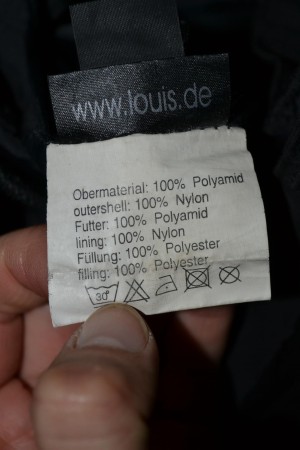 www.louis.de
Obermaterial: 100% Polyamid
outershell: 100% Nylon
Futter: 100% Polyamid
lining: 100% Nylon
Füllung: 100% Polyester
filling: 100% Polyester
30°